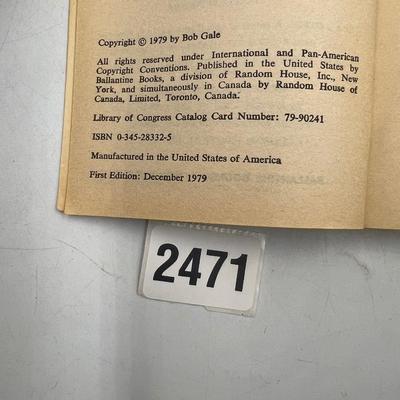 Copyright © 1979 by Bob Gale
All rights reserved under International and Pan-American
Copyright Conventions. Published in the United States by
Ballantine Books, a division of Random House, Inc., New
York, and simultaneously in Canada by Random House of
Canada, Limited, Toronto, Canada.
Library of Congress Catalog Card Number: 79-90241
ISBN 0-345-28332-5
Manufactured in the United States of America
First Edition: December 1979
2471